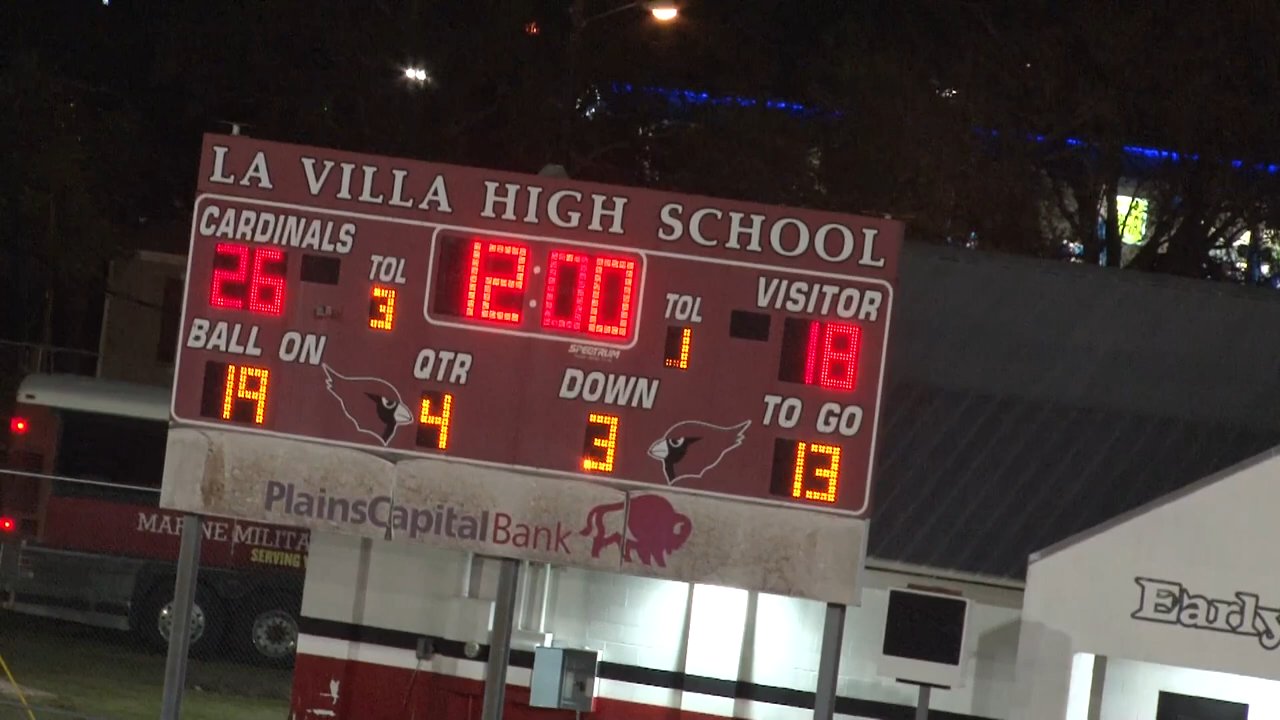 LA VILLA HIGH SCHOOL
CARDINALS TOL 12:00 TOL VISITOR
26 3 1 18
SPECTRUM
BALL ON QTR DOWN TO GO
19 4 3 13
PlainsCapital Bank
MARINE MILITA
SERVING
Early